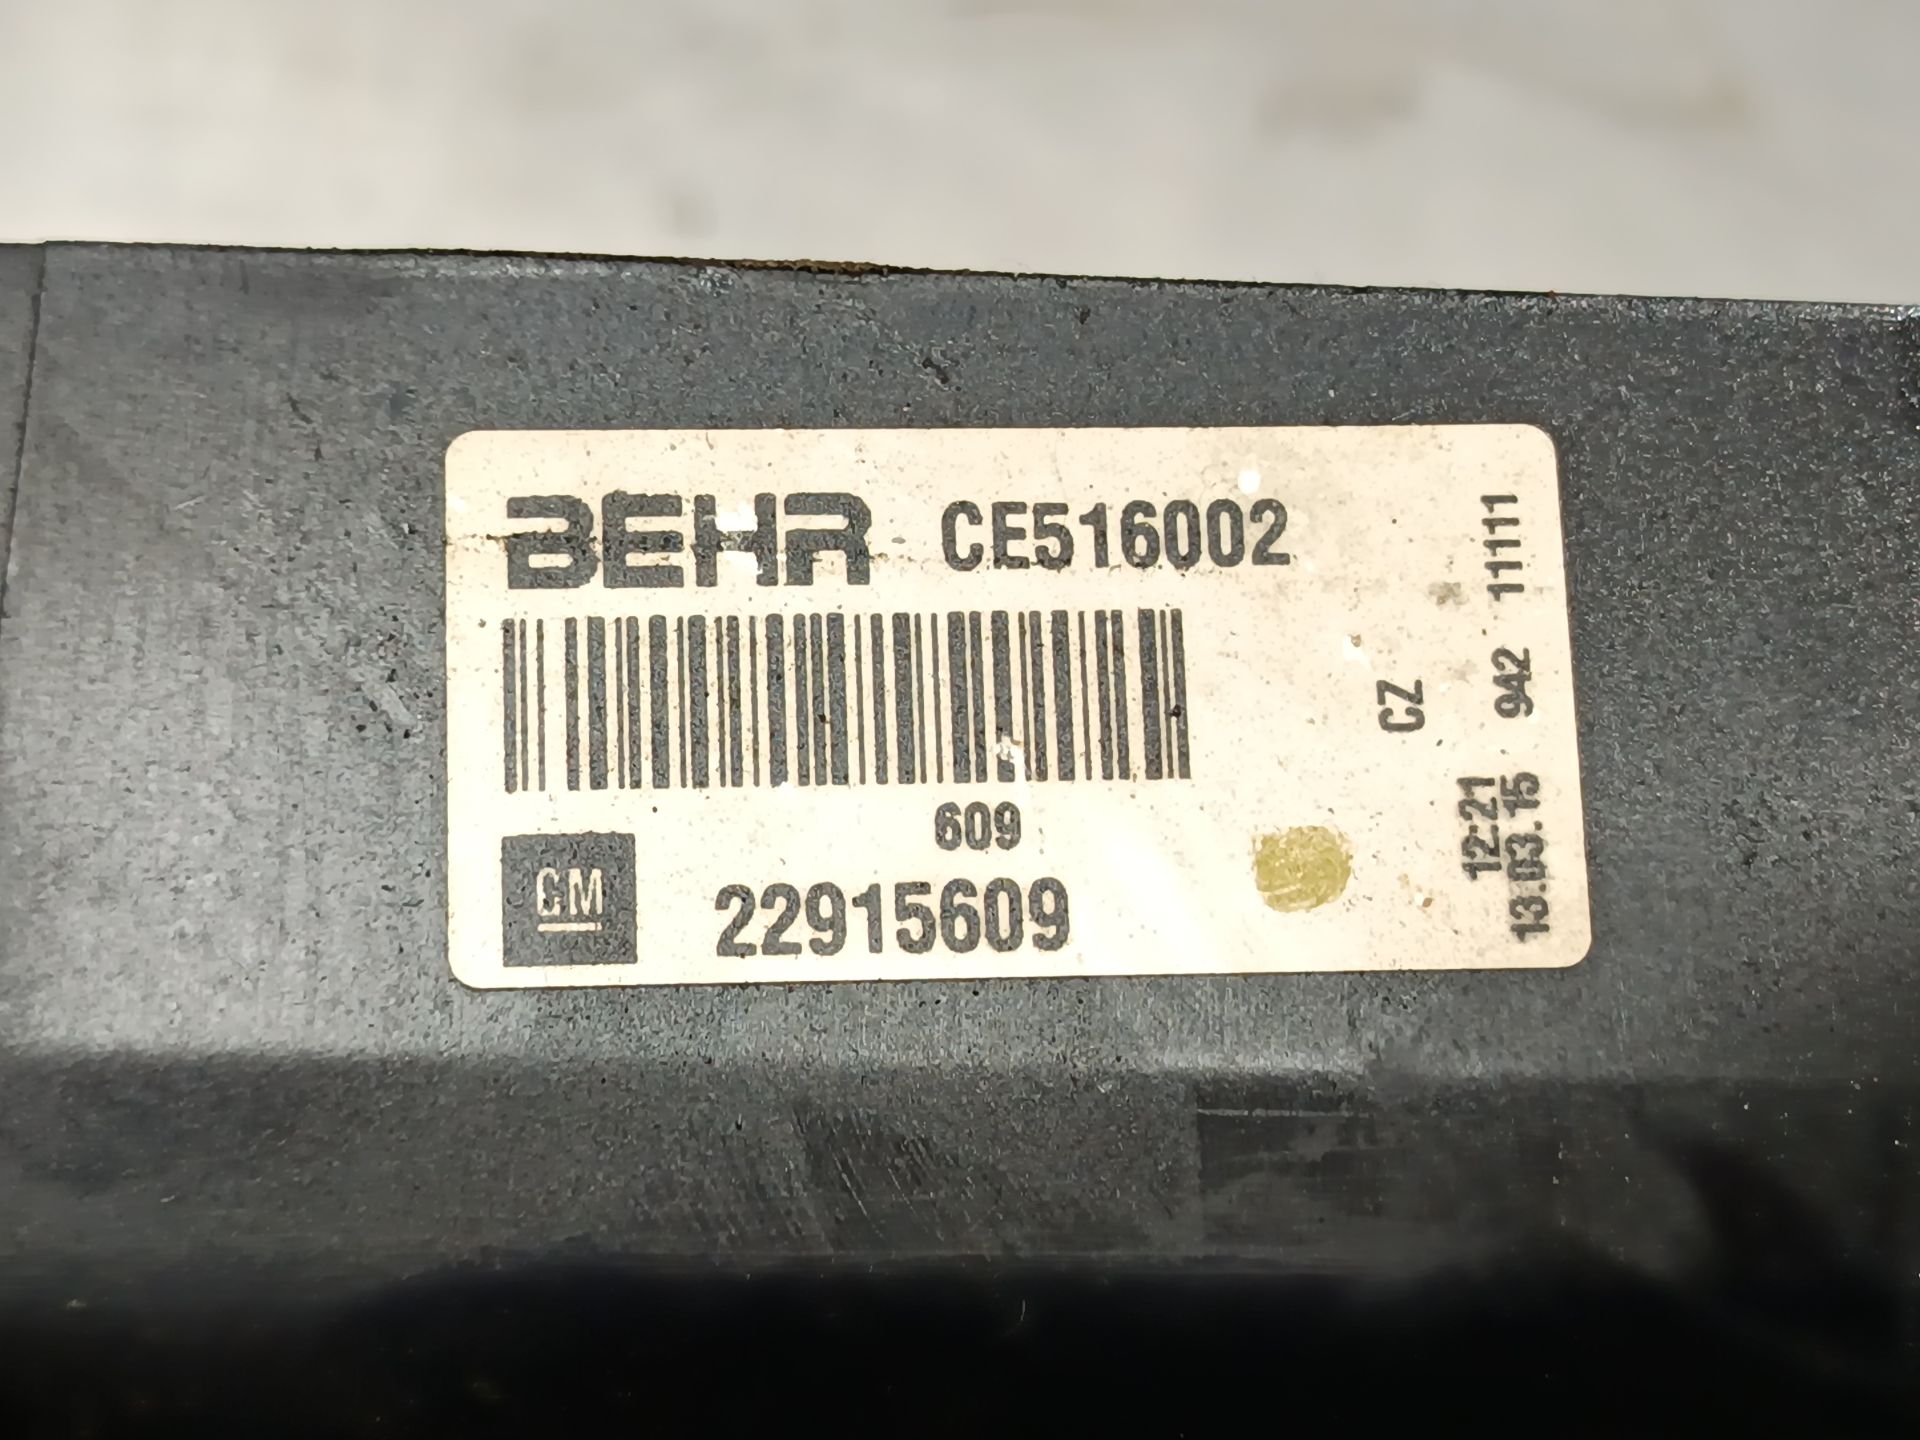 BEHR CE516002
609
GM 22915609
CZ
12:21
13.03.15 942 11111